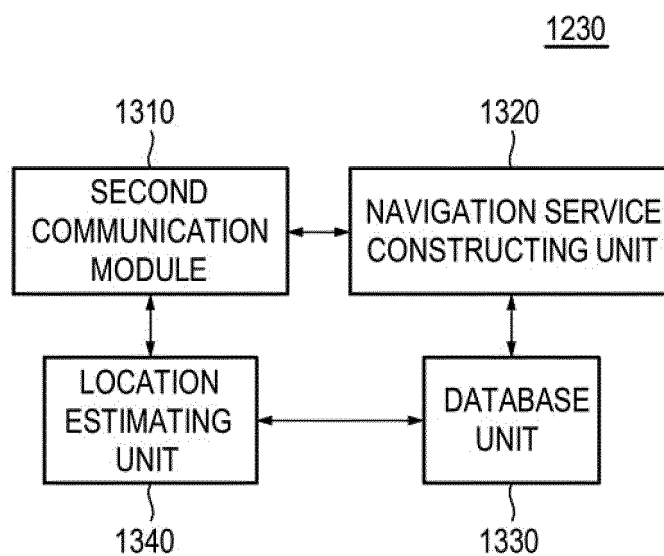 1230
1310
1320
SECOND
COMMUNICATION
MODULE
NAVIGATION SERVICE
CONSTRUCTING UNIT
LOCATION
ESTIMATING
UNIT
DATABASE
UNIT
1340
1330